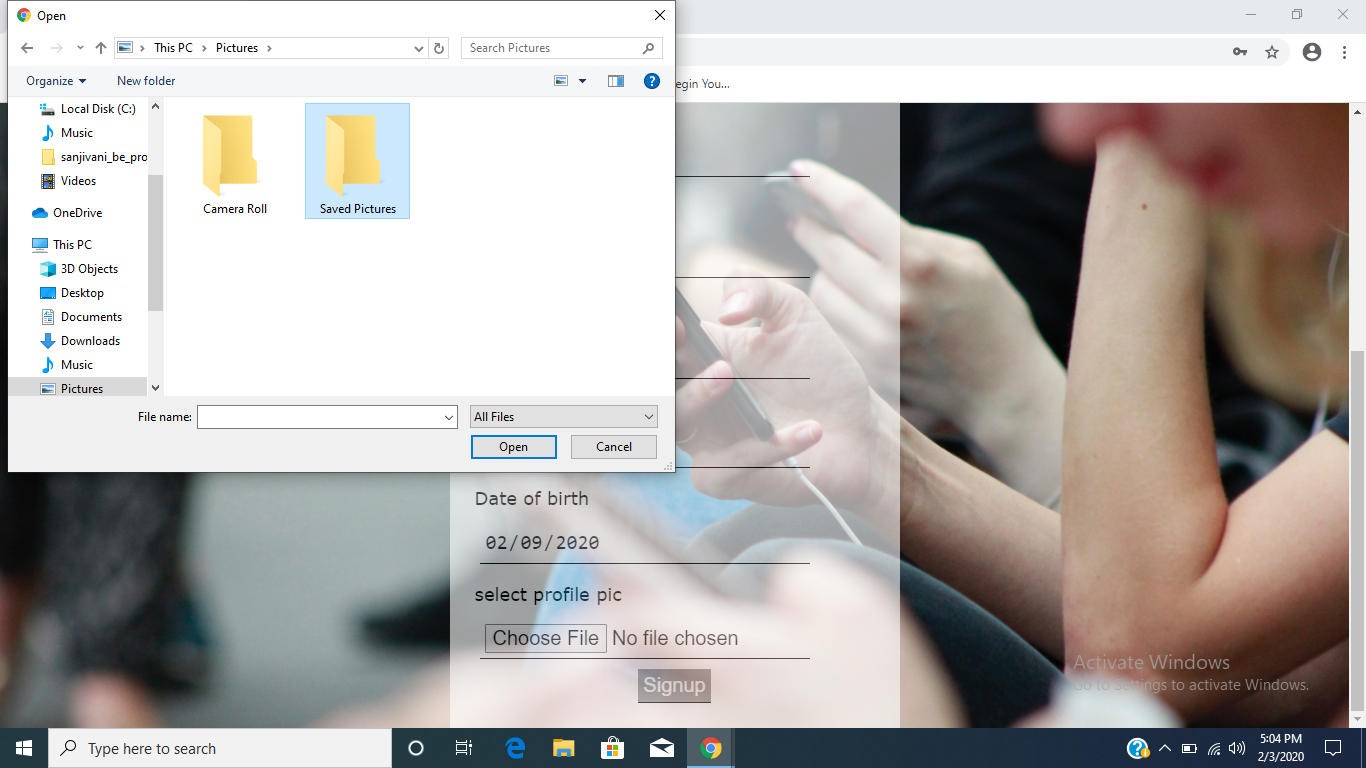 Open
This PC
Pictures
Search Pictures
Organize
New folder
egin You...
Local Disk (C:)
Music
sanjivani_be_pro
Videos
OneDrive
This PC
3D Objects
Desktop
Documents
Downloads
Music
Pictures
Camera Roll
Saved Pictures
File name:
All Files
Open
Cancel
Date of birth
02/09/2020
select profile pic
Choose File No file chosen
Signup
Activate Windows
Go to Settings to activate Windows.
Type here to search
5:04 PM
2/3/2020